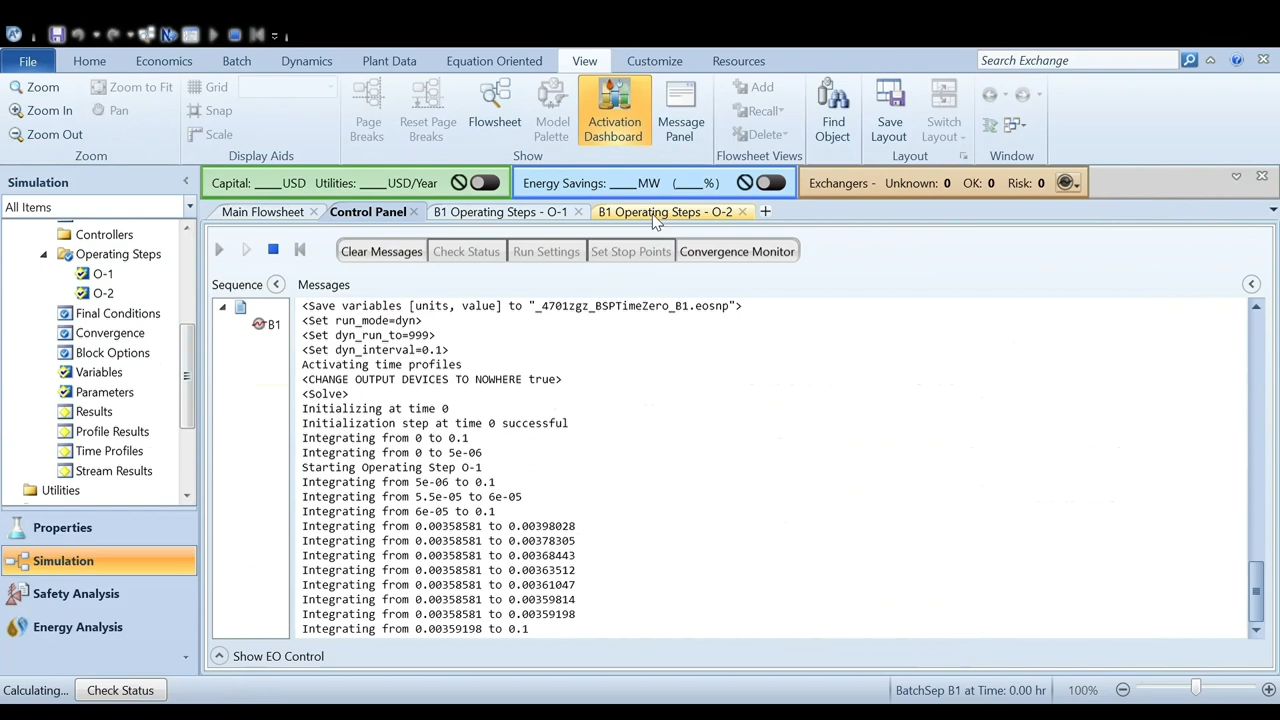 File
Home
Economics
Batch
Dynamics
Plant Data
Equation Oriented
View
Customize
Resources
Search Exchange
Zoom
Zoom to Fit
Grid
Zoom In
Pan
Snap
Zoom Out
Scale
Page Breaks
Reset Page Breaks
Flowsheet
Model Palette
Activation Dashboard
Message Panel
Add
Recall
Delete
Find Object
Save Layout
Switch Layout
Zoom
Display Aids
Show
Flowsheet Views
Layout
Window
Simulation
Capital: ____USD Utilities: ____USD/Year
Energy Savings: ____MW (____%)
Exchangers - Unknown: 0 OK: 0 Risk: 0
All Items
Main Flowsheet
Control Panel
B1 Operating Steps - O-1
B1 Operating Steps - O-2
Controllers
Operating Steps
O-1
O-2
Final Conditions
Convergence
Block Options
Variables
Parameters
Results
Profile Results
Time Profiles
Stream Results
Utilities
Properties
Simulation
Safety Analysis
Energy Analysis
Clear Messages
Check Status
Run Settings
Set Stop Points
Convergence Monitor
Sequence
Messages
B1
<Save variables [units, value] to "_4701zgz_BSPTimeZero_B1.eosnp">
<Set run_mode=dyn>
<Set dyn_run_to=999>
<Set dyn_interval=0.1>
Activating time profiles
<CHANGE OUTPUT DEVICES TO NOWHERE true>
<Solve>
Initializing at time 0
Initialization step at time 0 successful
Integrating from 0 to 0.1
Integrating from 0 to 5e-06
Starting Operating Step O-1
Integrating from 5e-06 to 0.1
Integrating from 5.5e-05 to 6e-05
Integrating from 6e-05 to 0.1
Integrating from 0.00358581 to 0.00398028
Integrating from 0.00358581 to 0.00378305
Integrating from 0.00358581 to 0.00368443
Integrating from 0.00358581 to 0.00363512
Integrating from 0.00358581 to 0.00361047
Integrating from 0.00358581 to 0.00359814
Integrating from 0.00358581 to 0.00359198
Integrating from 0.00359198 to 0.1
Show EO Control
Calculating...
Check Status
BatchSep B1 at Time: 0.00 hr
100%